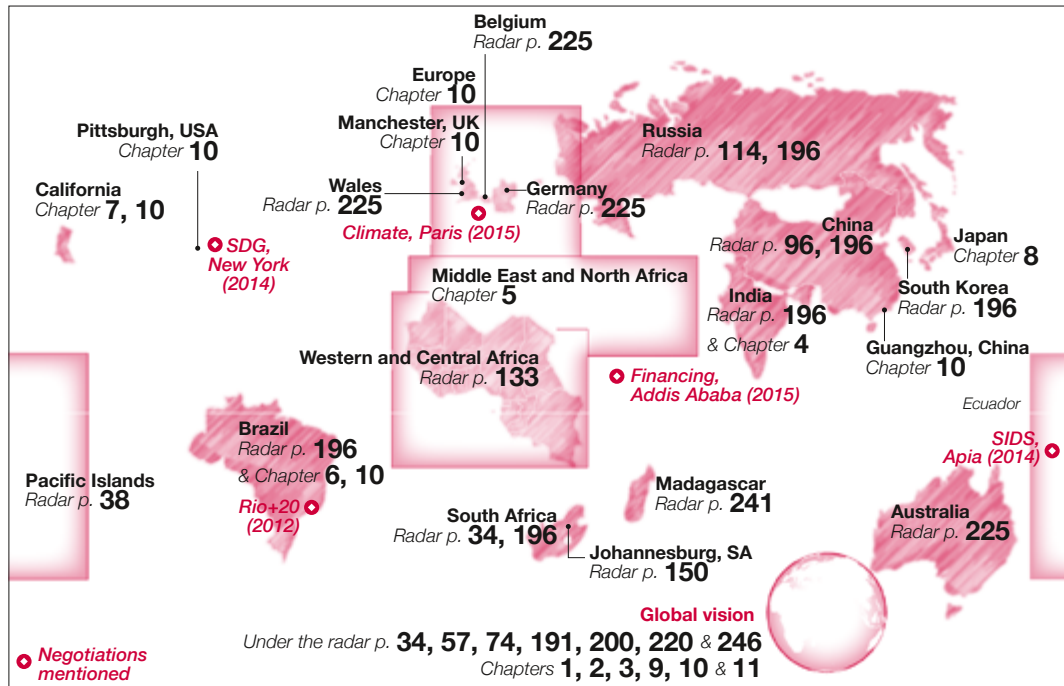 Belgium
Radar p. 225
Europe
Chapter 10
Manchester, UK
Chapter 10
Pittsburgh, USA
Chapter 10
California
Chapter 7, 10
Wales
Radar p. 225
Germany
Radar p. 225
Russia
Radar p. 114, 196
SDG,
New York
(2014)
Climate, Paris (2015)
China
Radar p. 96, 196
Japan
Chapter 8
Middle East and North Africa
Chapter 5
India
Radar p. 196
& Chapter 4
South Korea
Radar p. 196
Guangzhou, China
Chapter 10
Western and Central Africa
Radar p. 133
Financing,
Addis Ababa (2015)
Ecuador
SIDS,
Apia (2014)
Brazil
Radar p. 196
& Chapter 6, 10
Rio+20
(2012)
Pacific Islands
Radar p. 38
Madagascar
Radar p. 241
South Africa
Radar p. 34, 196
Johannesburg, SA
Radar p. 150
Australia
Radar p. 225
Global vision
Under the radar p. 34, 57, 74, 191, 200, 220 & 246
Chapters 1, 2, 3, 9, 10 & 11
Negotiations
mentioned